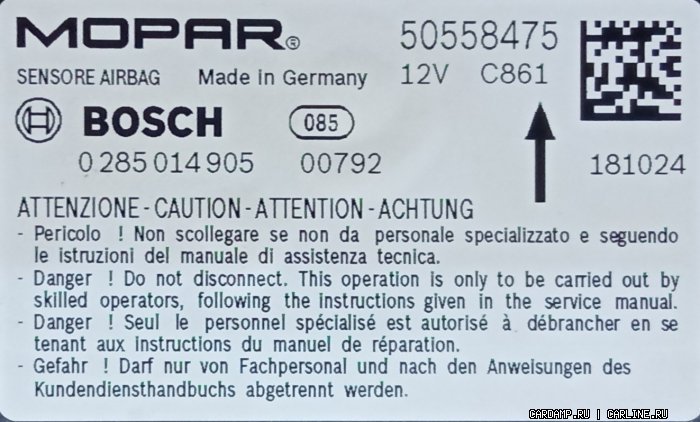 MOPAR® 50558475
SENSORE AIRBAG Made in Germany 12V C861
BOSCH 085
0 285 014 905 00792 181024
ATTENZIONE - CAUTION - ATTENTION - ACHTUNG
- Pericolo ! Non scollegare se non da personale specializzato e seguendo
le istruzioni del manuale di assistenza tecnica.
- Danger ! Do not disconnect. This operation is only to be carried out by
skilled operators, following the instructions given in the service manual.
- Danger ! Seul le personnel spécialisé est autorisé à débrancher en se
tenant aux instructions du manuel de réparation.
- Gefahr ! Darf nur von Fachpersonal und nach den Anweisungen des
Kundendiensthandbuchs abgetrennt werden.
CARDAMP.RU | CARLINE.RU